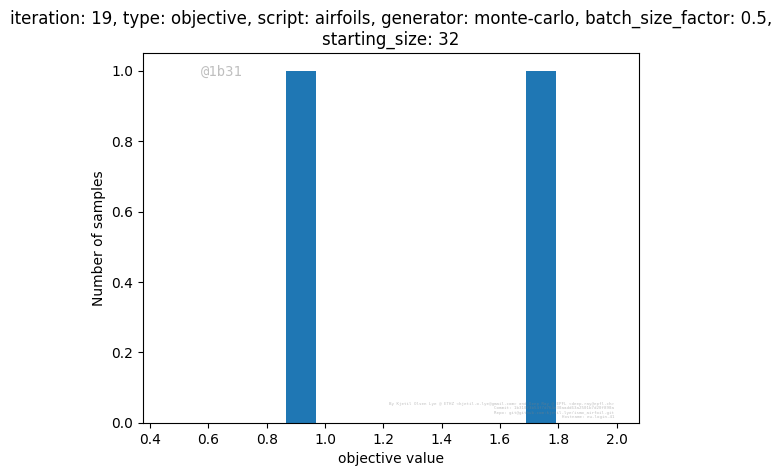 iteration: 19, type: objective, script: airfoils, generator: monte-carlo, batch_size_factor: 0.5,
starting_size: 32
@1b31
1.0
0.8
0.6
0.4
0.2
0.0
Number of samples
0.4 0.6 0.8 1.0 1.2 1.4 1.6 1.8 2.0
objective value